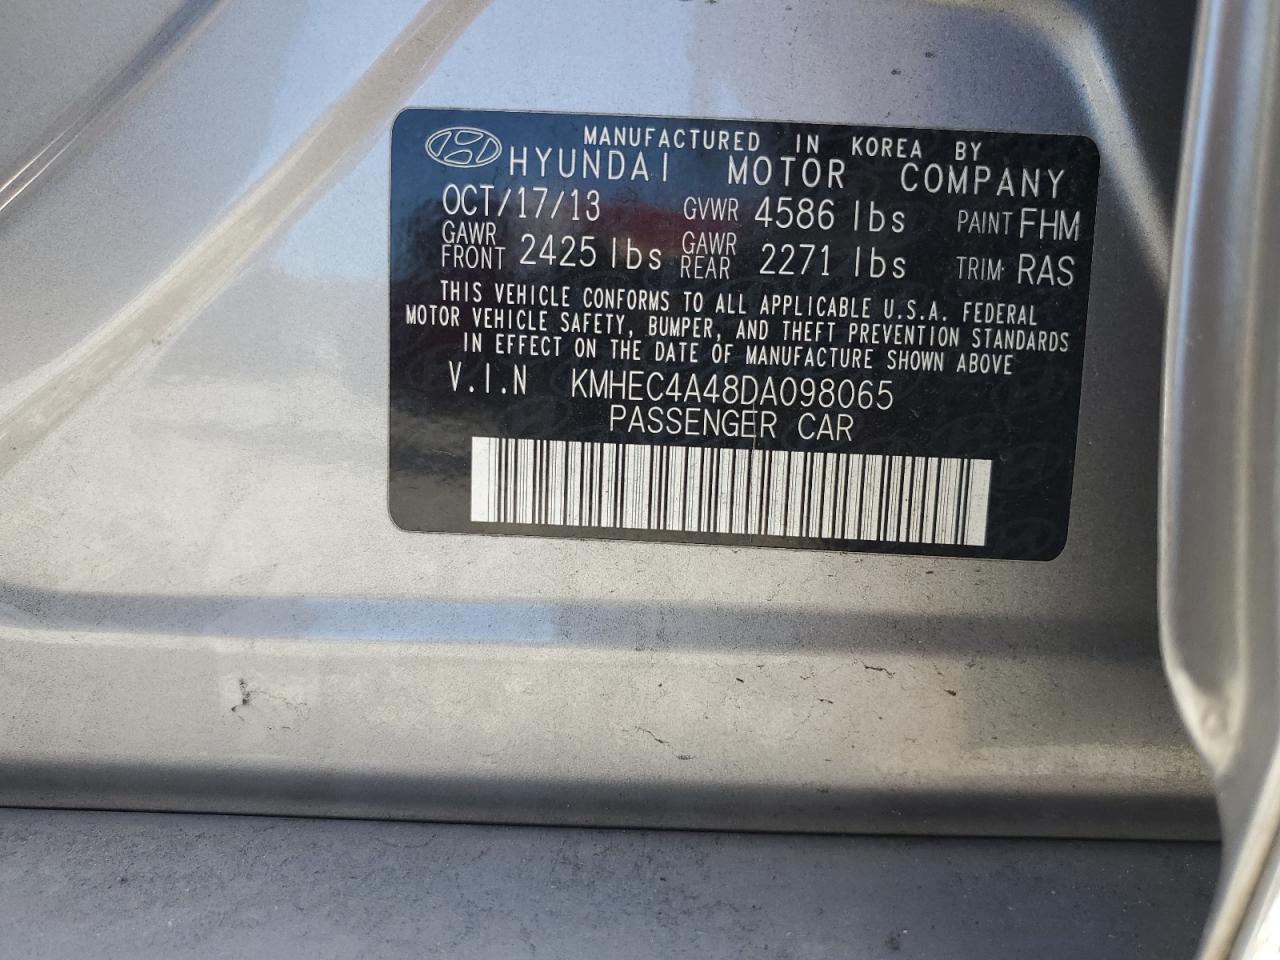 MANUFACTURED IN KOREA BY
HYUNDAI MOTOR COMPANY
OCT/17/13 GVWR 4586 lbs PAINT FHM
GAWR FRONT 2425 lbs GAWR REAR 2271 lbs TRIM: RAS
THIS VEHICLE CONFORMS TO ALL APPLICABLE U.S.A. FEDERAL
MOTOR VEHICLE SAFETY, BUMPER, AND THEFT PREVENTION STANDARDS
IN EFFECT ON THE DATE OF MANUFACTURE SHOWN ABOVE
V.I.N KMHEC4A48DA098065
PASSENGER CAR